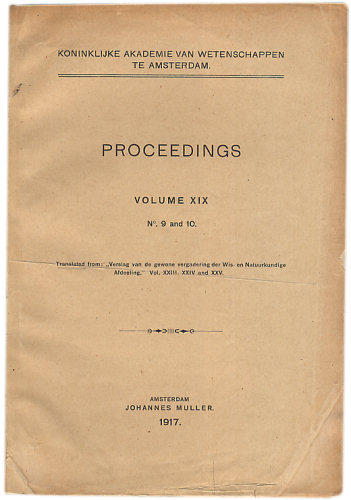 KONINKLIJKE AKADEMIE VAN WETENSCHAPPEN
TE AMSTERDAM.
PROCEEDINGS
VOLUME XIX
Nº. 9 and 10.
Translated from: „Verslag van de gewone vergadering der Wis- en Natuurkundige
Afdeeling." Vol. XXIII. XXIV and XXV.
AMSTERDAM
JOHANNES MULLER.
1917.